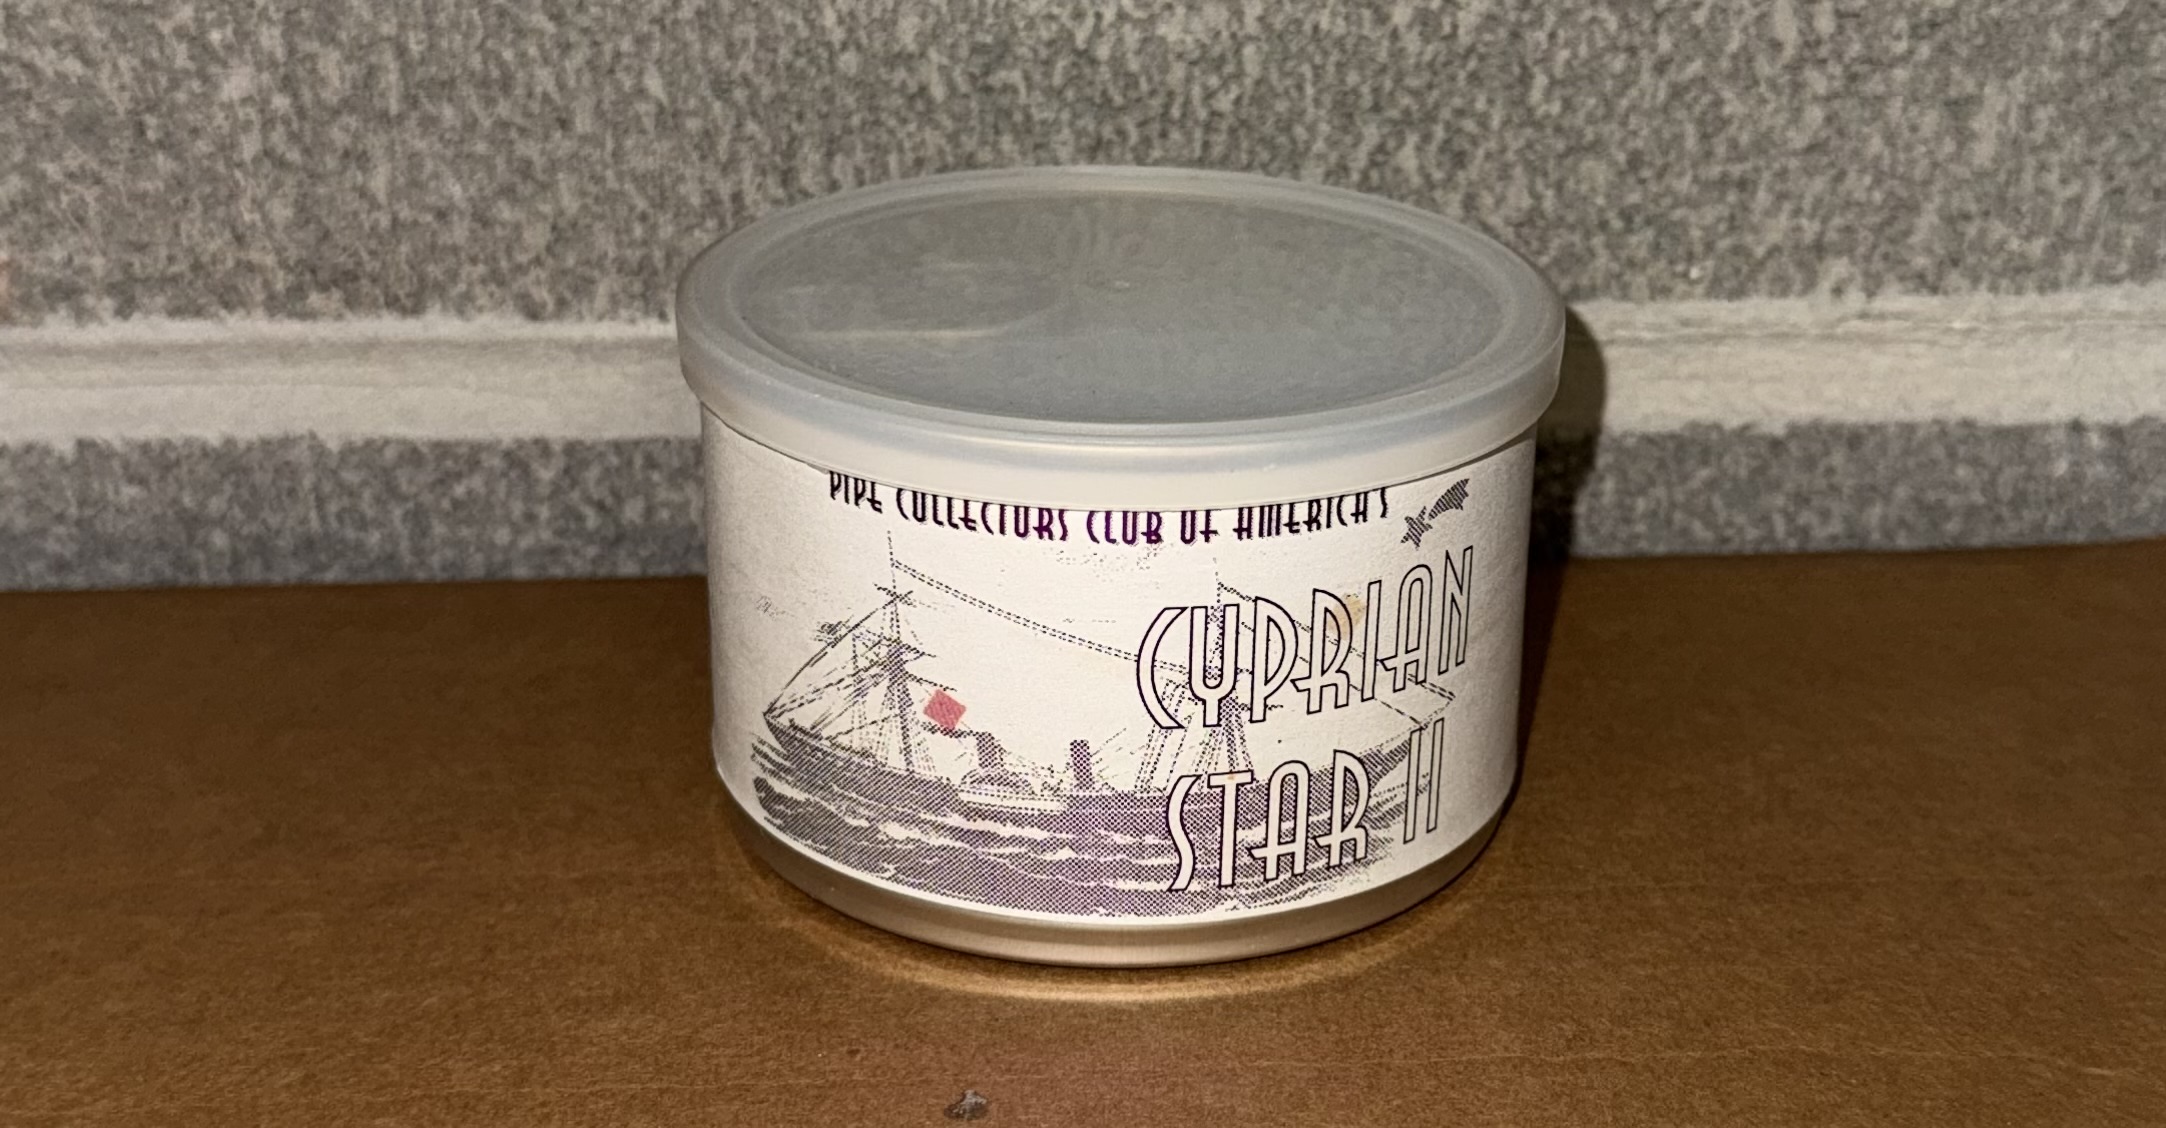 PIPE COLLECTORS CLUB OF AMERICA'S
CYPRIAN
STAR II